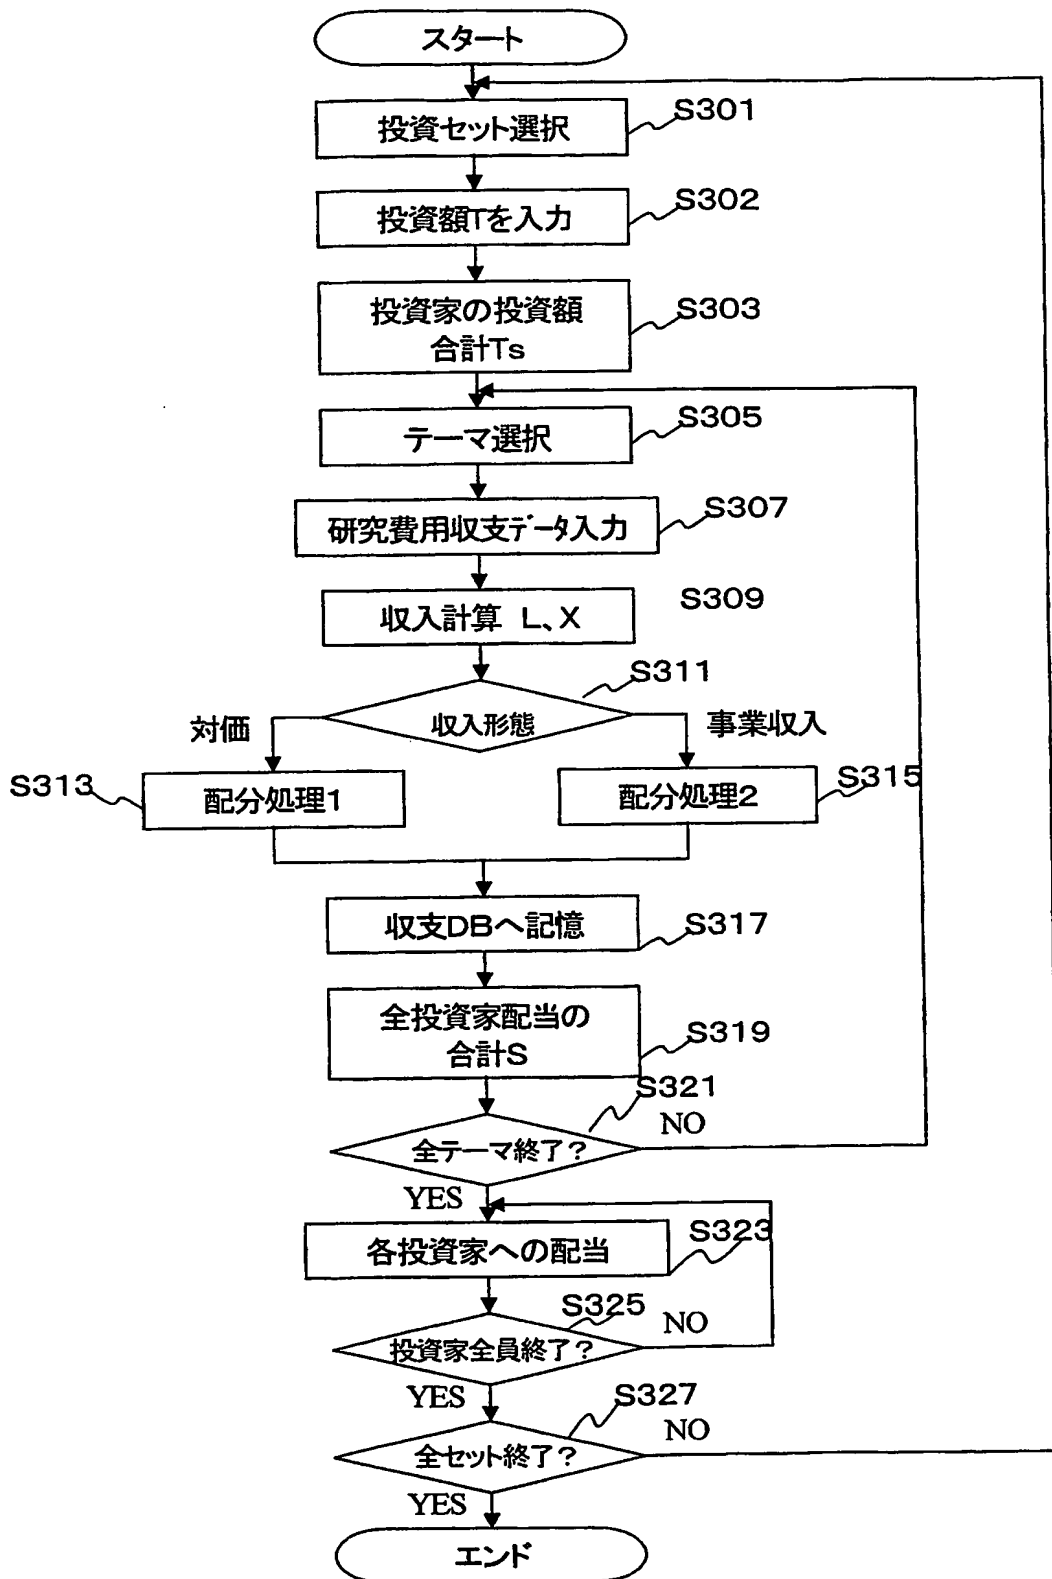 スタート
投資セット選択
S301
投資額Tを入力
S302
投資家の投資額
合計Ts
S303
テーマ選択
S305
研究費用収支データ入力
S307
収入計算 L、X
S309
S311
収入形態
対価
事業収入
S313
配分処理1
配分処理2
S315
収支DBへ記憶
S317
全投資家配当の
合計S
S319
S321
全テーマ終了?
NO
YES
各投資家への配当
S323
S325
投資家全員終了?
NO
YES
S327
全セット終了?
NO
YES
エンド